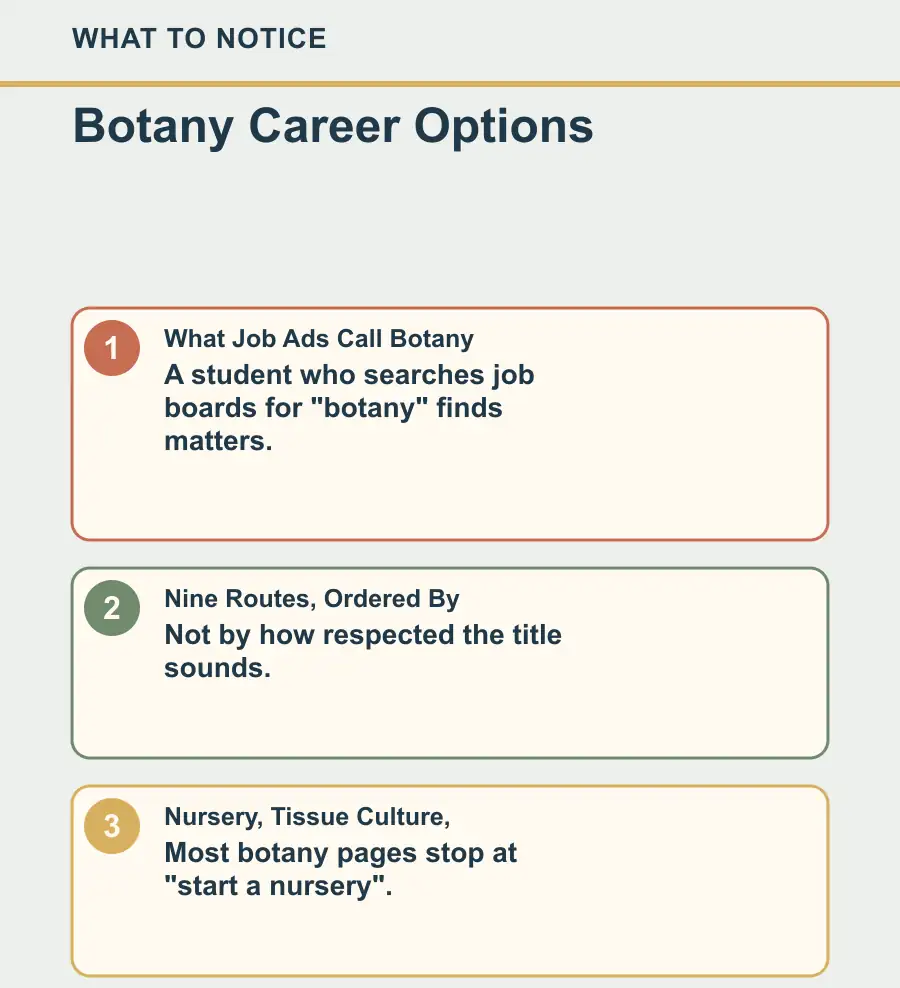 WHAT TO NOTICE
Botany Career Options
1
What Job Ads Call Botany
A student who searches job
boards for "botany" finds
matters.
2
Nine Routes, Ordered By
Not by how respected the title
sounds.
3
Nursery, Tissue Culture,
Most botany pages stop at
"start a nursery".